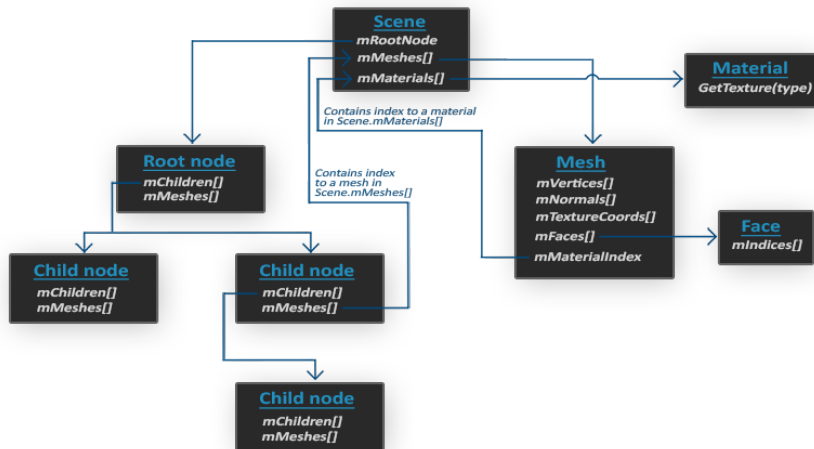 Scene
mRootNode
mMeshes[]
mMaterials[]
Material
GetTexture(type)
Contains index to a material
in Scene.mMaterials[]
Root node
mChildren[]
mMeshes[]
Contains index
to a mesh in
Scene.mMeshes[]
Mesh
mVertices[]
mNormals[]
mTextureCoords[]
mFaces[]
mMaterialIndex
Face
mIndices[]
Child node
mChildren[]
mMeshes[]
Child node
mChildren[]
mMeshes[]
Child node
mChildren[]
mMeshes[]